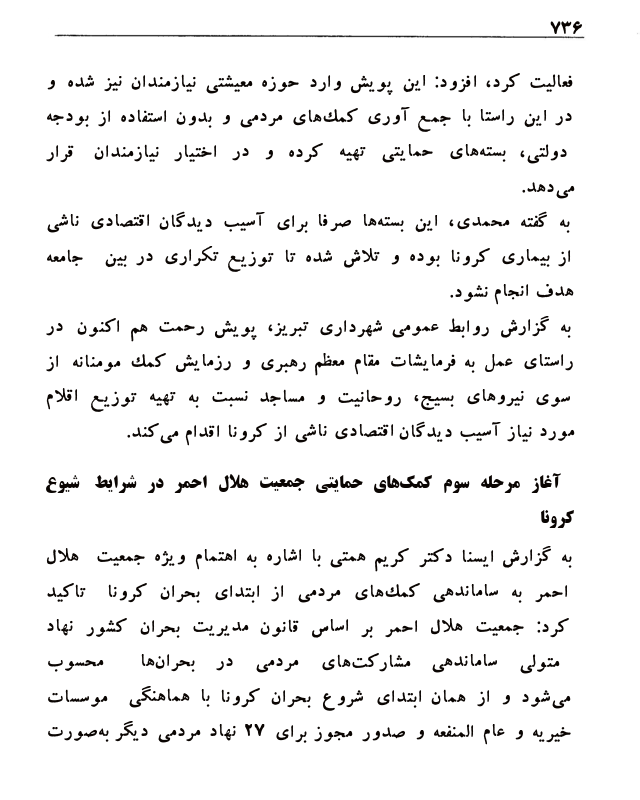 ۷۳۶
فعالیت کرد، افزود: این پویش وارد حوزه معیشتی نیازمندان نیز شده و
در این راستا با جمع آوری کمك‌های مردمی و بدون استفاده از بودجه
دولتی، بسته‌های حمایتی تهیه کرده و در اختیار نیازمندان قرار
می‌دهد.
به گفته محمدی، این بسته‌ها صرفا برای آسیب دیدگان اقتصادی ناشی
از بیماری کرونا بوده و تلاش شده تا توزیع تکراری در بین جامعه
هدف انجام نشود.
به گزارش روابط عمومی شهرداری تبریز، پویش رحمت هم اکنون در
راستای عمل به فرمایشات مقام معظم رهبری و رزمایش کمك مومنانه از
سوی نیروهای بسیج، روحانیت و مساجد نسبت به تهیه توزیع اقلام
مورد نیاز آسیب دیدگان اقتصادی ناشی از کرونا اقدام می‌کند.
آغاز مرحله سوم کمک‌های حمایتی جمعیت هلال احمر در شرایط شیوع
کرونا
به گزارش ایسنا دکتر کریم همتی با اشاره به اهتمام ویژه جمعیت هلال
احمر به ساماندهی کمك‌های مردمی از ابتدای بحران کرونا تاکید
کرد: جمعیت هلال احمر بر اساس قانون مدیریت بحران کشور نهاد
متولی ساماندهی مشارکت‌های مردمی در بحران‌ها محسوب
می‌شود و از همان ابتدای شروع بحران کرونا با هماهنگی موسسات
خیریه و عام المنفعه و صدور مجوز برای ۲۷ نهاد مردمی دیگر به‌صورت